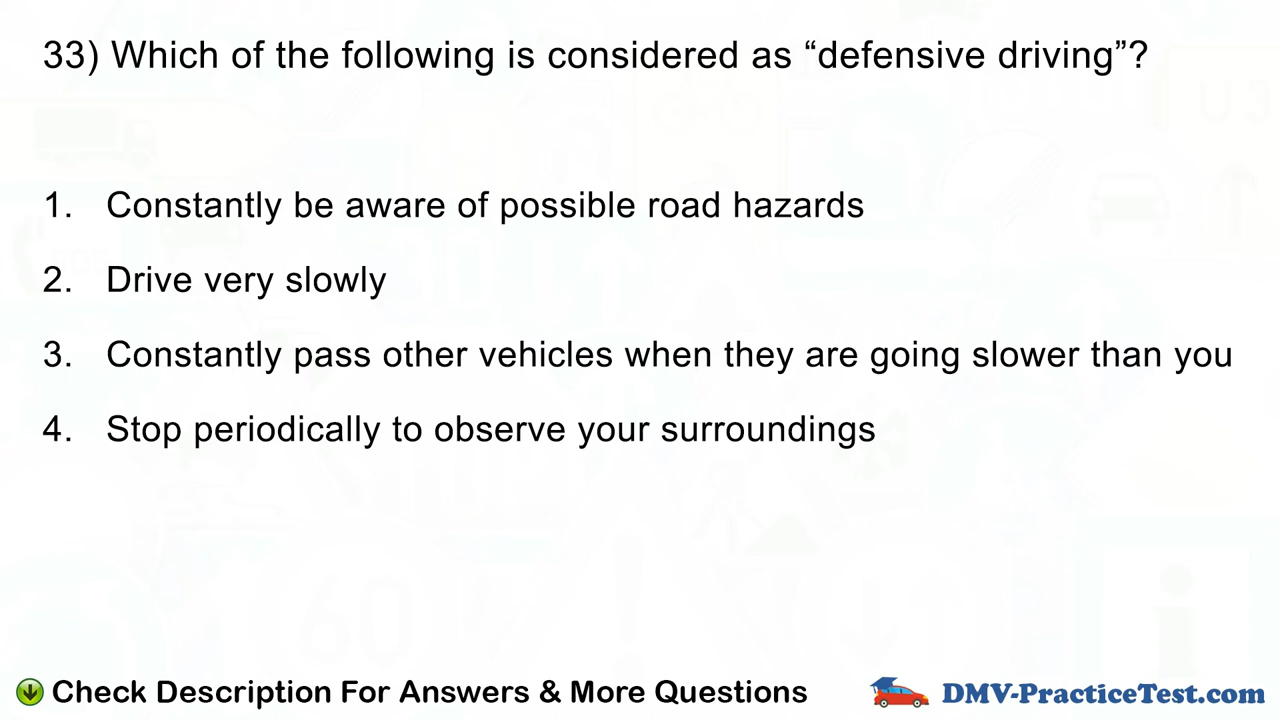 33) Which of the following is considered as “defensive driving”?
1. Constantly be aware of possible road hazards
2. Drive very slowly
3. Constantly pass other vehicles when they are going slower than you
4. Stop periodically to observe your surroundings
Check Description For Answers & More Questions
DMV-PracticeTest.com